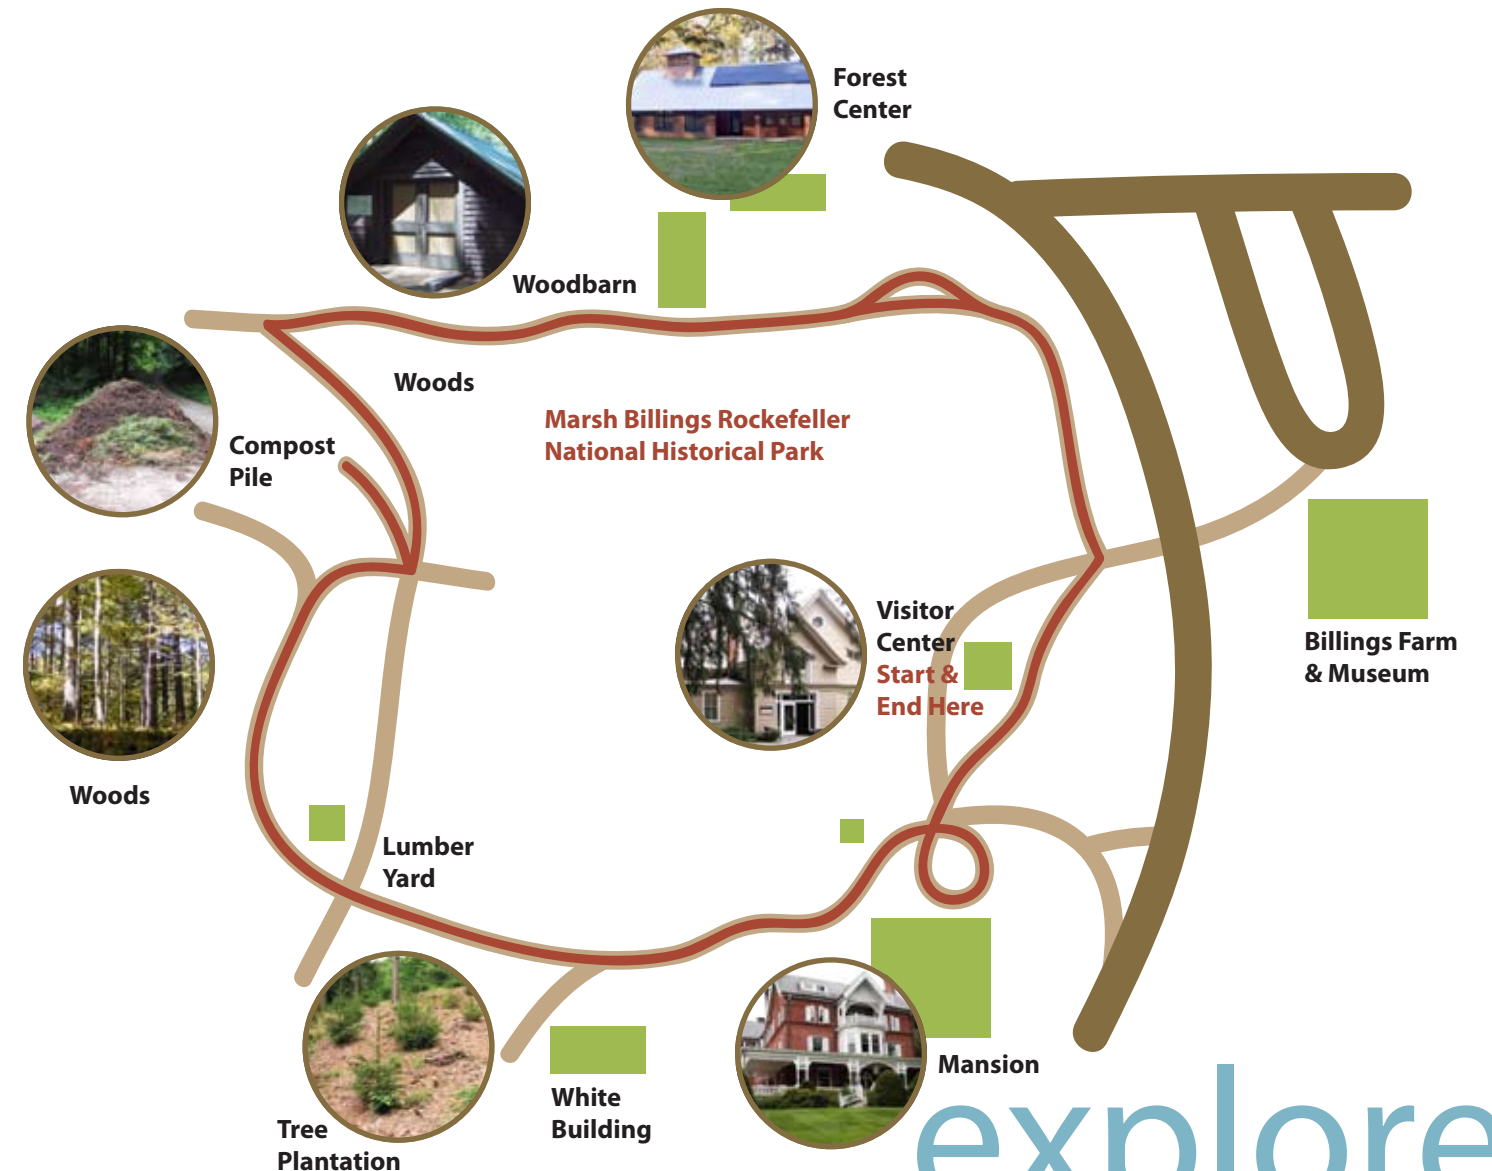 Forest
Center
Woodbarn
Woods
Marsh Billings Rockefeller
National Historical Park
Compost
Pile
Visitor
Center
Start &
End Here
Billings Farm
& Museum
Woods
Lumber
Yard
Mansion
White
Building
Tree
Plantation
explore